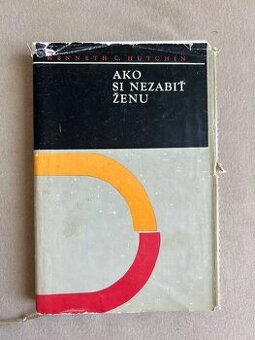 KENNETH C. HUTCHIN
AKO
SI NEZABIŤ
ŽENU